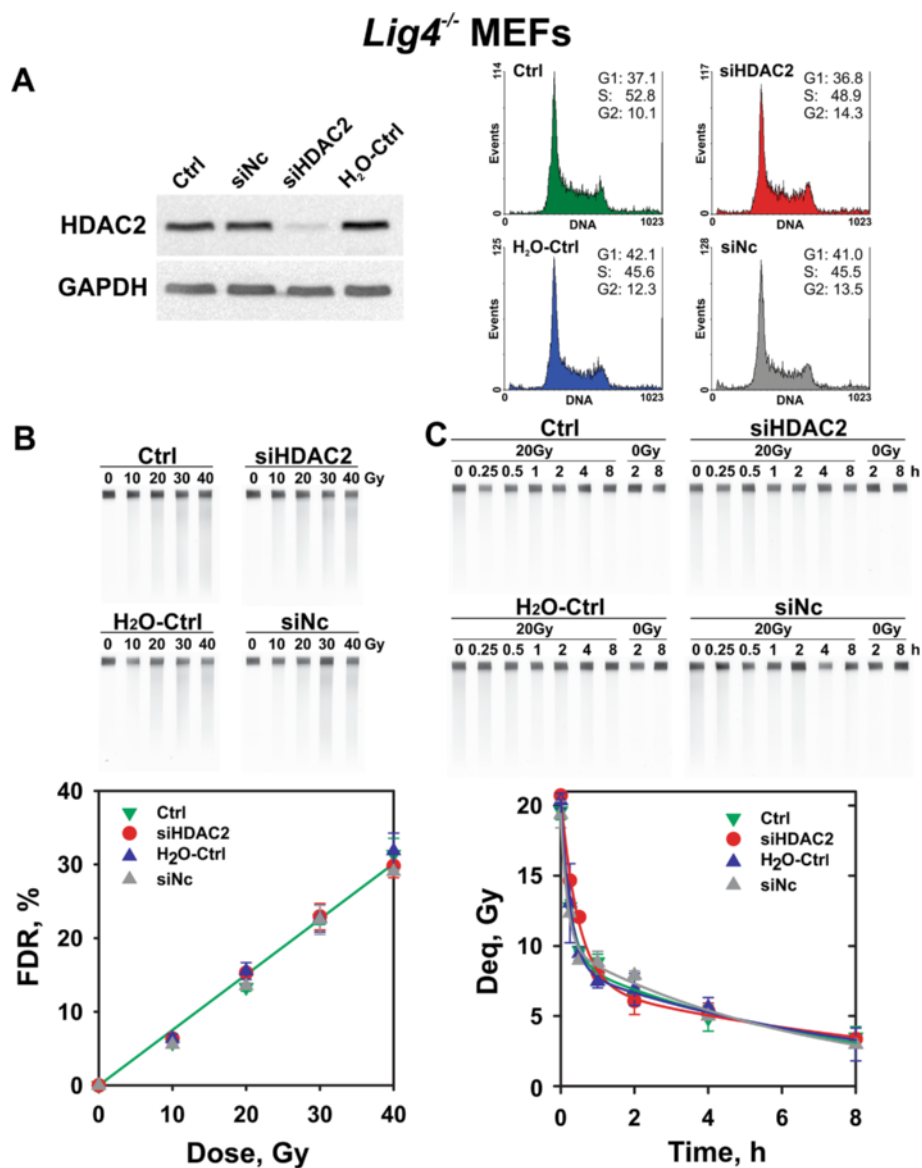 Lig4-/- MEFs
A
Ctrl siNc siHDAC2 H2O-Ctrl
HDAC2
GAPDH
Ctrl
114
Events
0
G1: 37.1
S: 52.8
G2: 10.1
0 DNA 1023
siHDAC2
117
Events
0
G1: 36.8
S: 48.9
G2: 14.3
0 DNA 1023
H2O-Ctrl
125
Events
0
G1: 42.1
S: 45.6
G2: 12.3
0 DNA 1023
siNc
128
Events
0
G1: 41.0
S: 45.5
G2: 13.5
0 DNA 1023
B
Ctrl siHDAC2
0 10 20 30 40 Gy 0 10 20 30 40
H2O-Ctrl siNc
0 10 20 30 40 Gy 0 10 20 30 40
40
30
20
10
0
FDR, %
Ctrl
siHDAC2
H2O-Ctrl
siNc
0 10 20 30 40
Dose, Gy
C
Ctrl siHDAC2
20Gy 0Gy 20Gy 0Gy
0 0.25 0.5 1 2 4 8 2 8 0 0.25 0.5 1 2 4 8 2 8 h
H2O-Ctrl siNc
20Gy 0Gy 20Gy 0Gy
0 0.25 0.5 1 2 4 8 2 8 0 0.25 0.5 1 2 4 8 2 8 h
20
15
10
5
0
Deq, Gy
Ctrl
siHDAC2
H2O-Ctrl
siNc
0 2 4 6 8
Time, h